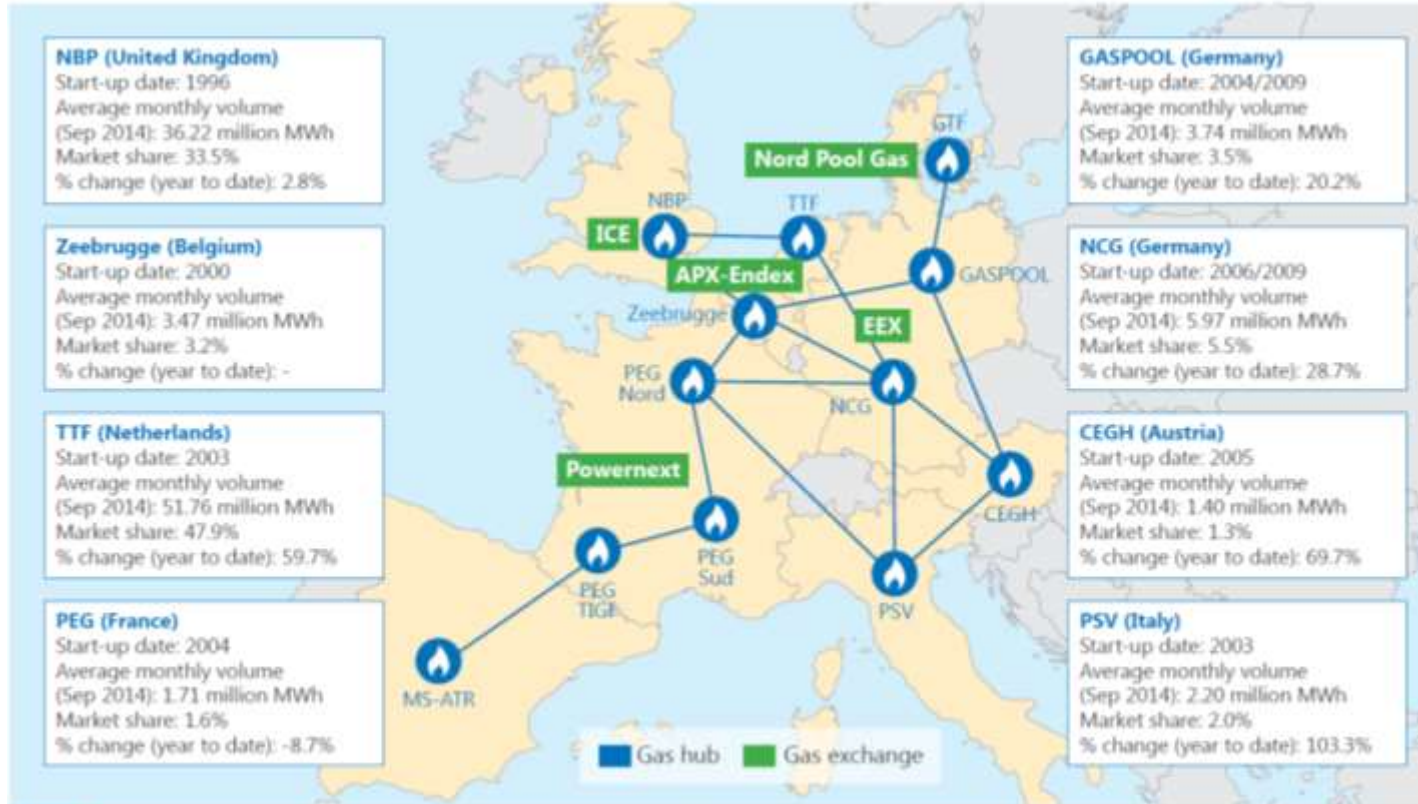 NBP (United Kingdom)
Start-up date: 1996
Average monthly volume
(Sep 2014): 36.22 million MWh
Market share: 33.5%
% change (year to date): 2.8%
Zeebrugge (Belgium)
Start-up date: 2000
Average monthly volume
(Sep 2014): 3.47 million MWh
Market share: 3.2%
% change (year to date): -
TTF (Netherlands)
Start-up date: 2003
Average monthly volume
(Sep 2014): 51.76 million MWh
Market share: 47.9%
% change (year to date): 59.7%
PEG (France)
Start-up date: 2004
Average monthly volume
(Sep 2014): 1.71 million MWh
Market share: 1.6%
% change (year to date): -8.7%
GTF
Nord Pool Gas
NBP
TTF
ICE
APX-Endex
GASPOOL
Zeebrugge
EEX
PEG
Nord
NCG
Powernext
CEGH
PEG
Sud
PEG
TIGF
PSV
MS-ATR
Gas hub
Gas exchange
GASPOOL (Germany)
Start-up date: 2004/2009
Average monthly volume
(Sep 2014): 3.74 million MWh
Market share: 3.5%
% change (year to date): 20.2%
NCG (Germany)
Start-up date: 2006/2009
Average monthly volume
(Sep 2014): 5.97 million MWh
Market share: 5.5%
% change (year to date): 28.7%
CEGH (Austria)
Start-up date: 2005
Average monthly volume
(Sep 2014): 1.40 million MWh
Market share: 1.3%
% change (year to date): 69.7%
PSV (Italy)
Start-up date: 2003
Average monthly volume
(Sep 2014): 2.20 million MWh
Market share: 2.0%
% change (year to date): 103.3%